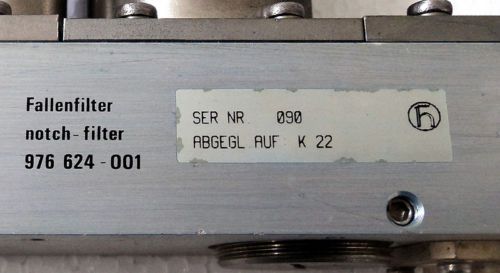 Fallenfilter
notch-filter
976 624-001
SER NR. 090
ABGEGL AUF: K 22